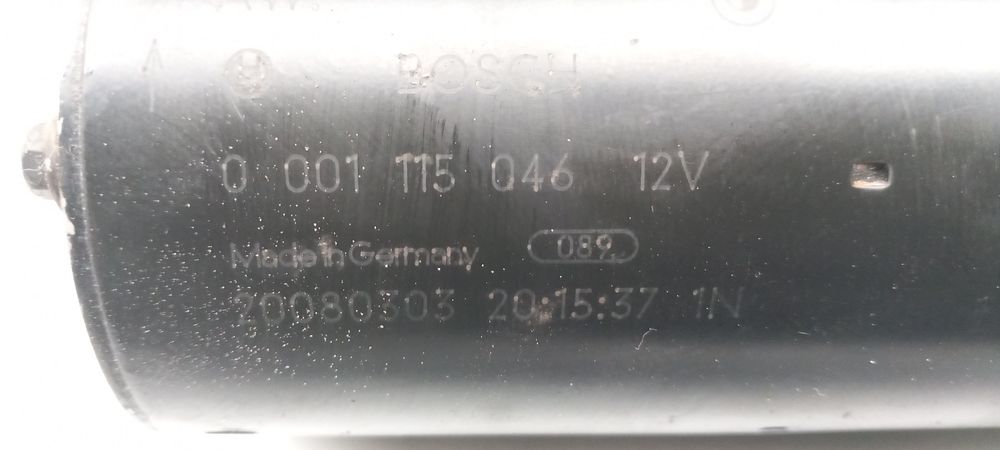 BOSCH
0 001 115 046 12V
Made in Germany 089
20080303 20:15:37 1N